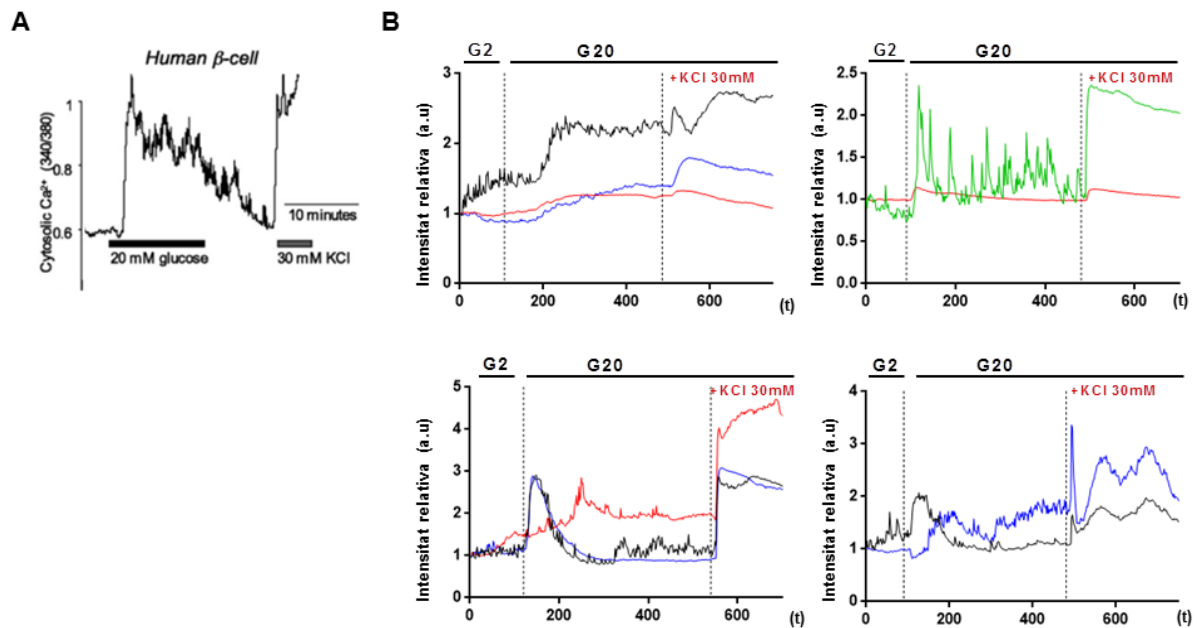 A
Human β-cell
Cytosolic Ca²⁺ (340/380)
1
0.8
0.6
10 minutes
20 mM glucose
30 mM KCl
B
G2
G20
+KCl 30mM
Intensitat relativa (a.u)
3
2
1
0
0
200
400
600
(t)
G2
G20
+KCl 30mM
Intensitat relativa (a.u)
2.5
2.0
1.5
1.0
0.5
0.0
0
200
400
600
(t)
G2
G20
+KCl 30mM
Intensitat relativa (a.u)
5
4
3
2
1
0
0
200
400
600
(t)
G2
G20
+KCl 30mM
Intensitat relativa (a.u)
4
3
2
1
0
0
200
400
600
(t)